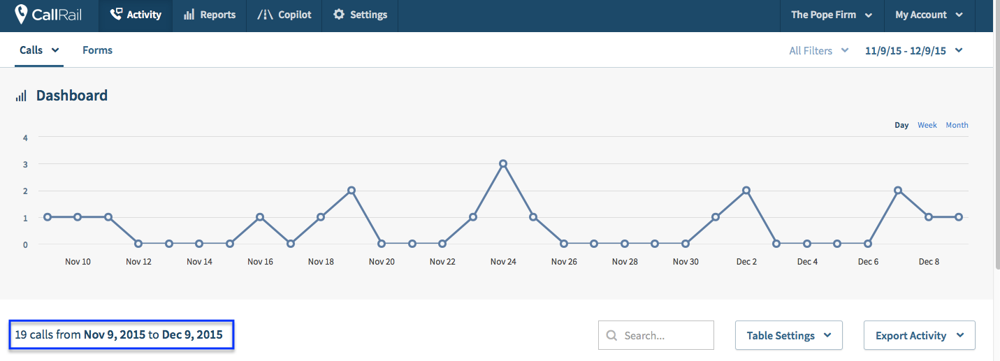 CallRail Activity Reports Copilot Settings The Pope Firm My Account
Calls Forms All Filters 11/9/15 - 12/9/15
Dashboard
Day Week Month
4
3
2
1
0
Nov 10 Nov 12 Nov 14 Nov 16 Nov 18 Nov 20 Nov 22 Nov 24 Nov 26 Nov 28 Nov 30 Dec 2 Dec 4 Dec 6 Dec 8
19 calls from Nov 9, 2015 to Dec 9, 2015 Search... Table Settings Export Activity